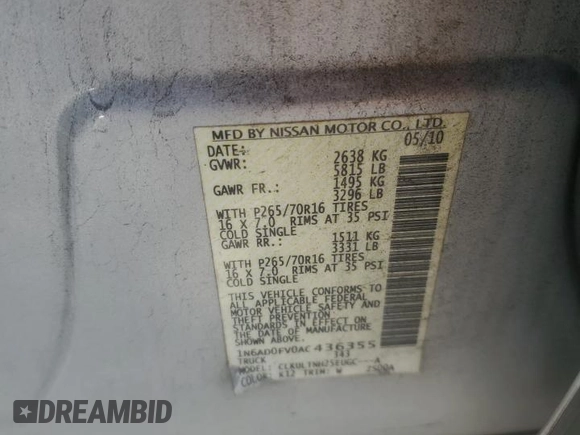 MFD BY NISSAN MOTOR CO., LTD.
DATE: 05/10
GVWR: 2638 KG
5815 LB
GAWR FR.: 1495 KG
3296 LB
WITH P265/70R16 TIRES
16 X 7.0 RIMS AT 35 PSI
COLD SINGLE
GAWR RR.: 1511 KG
3331 LB
WITH P265/70R16 TIRES
16 X 7.0 RIMS AT 35 PSI
COLD SINGLE
THIS VEHICLE CONFORMS TO
ALL APPLICABLE FEDERAL
MOTOR VEHICLE SAFETY AND
THEFT PREVENTION
STANDARDS IN EFFECT ON
THE DATE OF MANUFACTURE
SHOWN ABOVE.
1N6AD0FV0AC436355
TRUCK
MODEL:
COLOR: K12 TRIM: W
DREAMBID